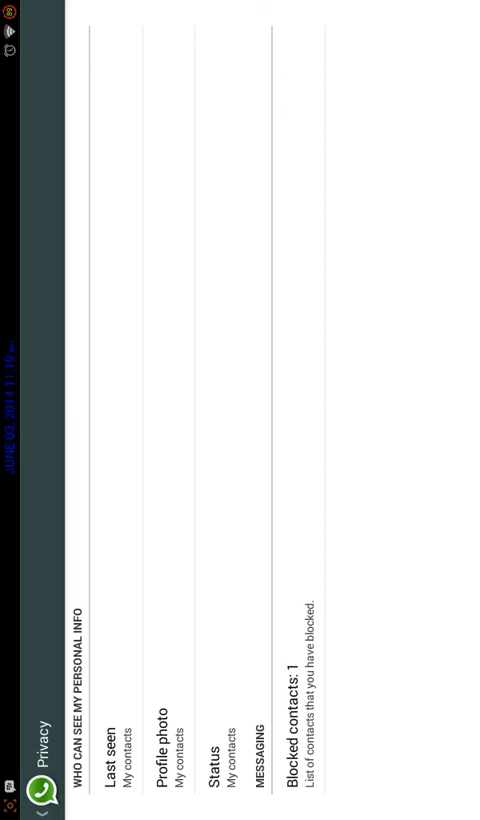 JUNE 03, 2014 11:19
Privacy
WHO CAN SEE MY PERSONAL INFO
Last seen
My contacts
Profile photo
My contacts
Status
My contacts
MESSAGING
Blocked contacts: 1
List of contacts that you have blocked.